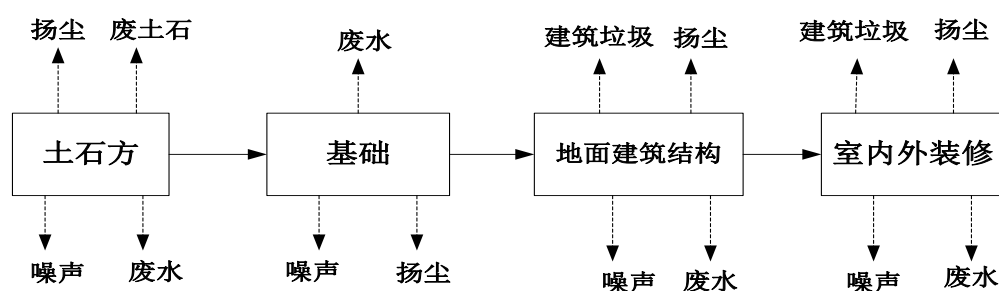 扬尘 废土石 废水 建筑垃圾 扬尘 建筑垃圾 扬尘
土石方 基础 地面建筑结构 室内外装修
噪声 废水 噪声 扬尘 噪声 废水 噪声 废水